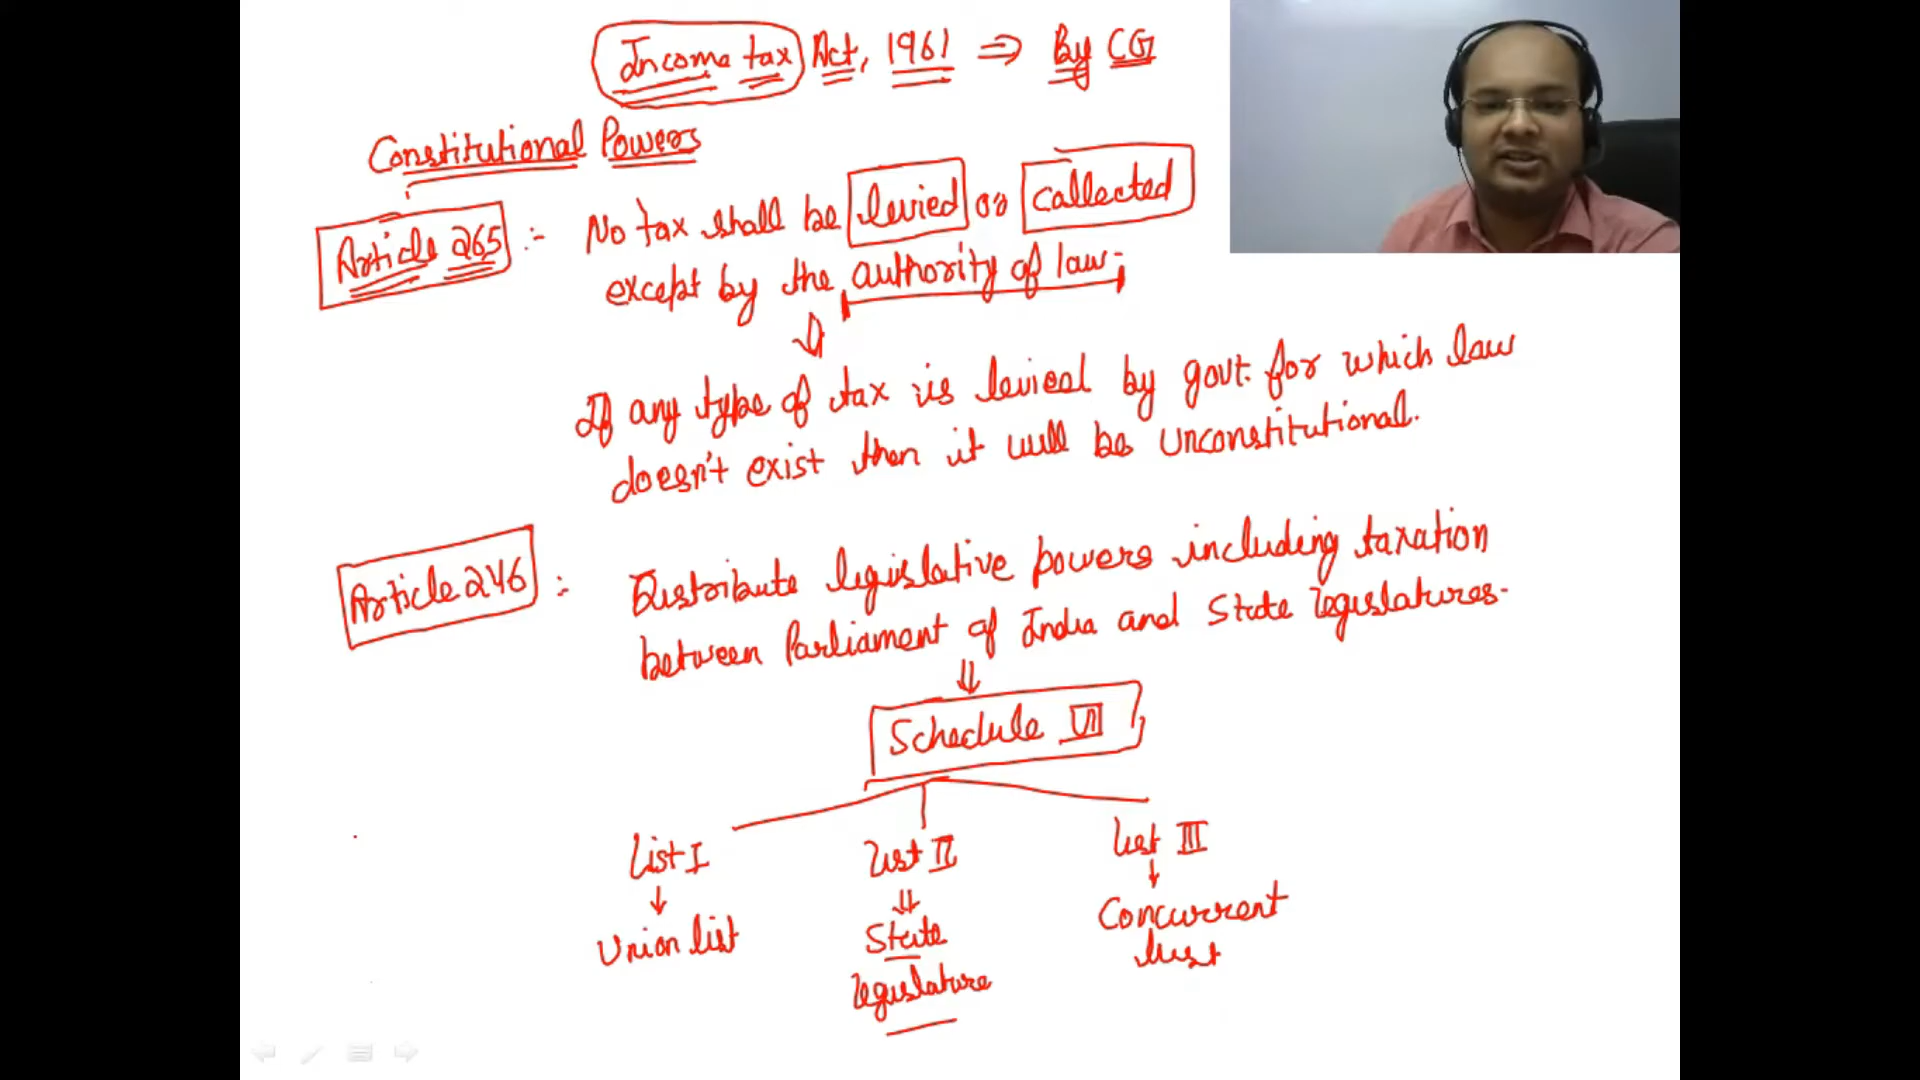 Income tax Act, 1961 ⇒ By CG
Constitutional Powers
Article 265 :- No tax shall be levied or collected
except by the authority of law.
If any type of tax is levied by govt. for which law
doesn't exist then it will be unconstitutional.
Article 246 :- Distribute legislative powers including taxation
between Parliament of India and State legislatures.
Schedule VII
List I List II List III
Union list State legislature Concurrent list